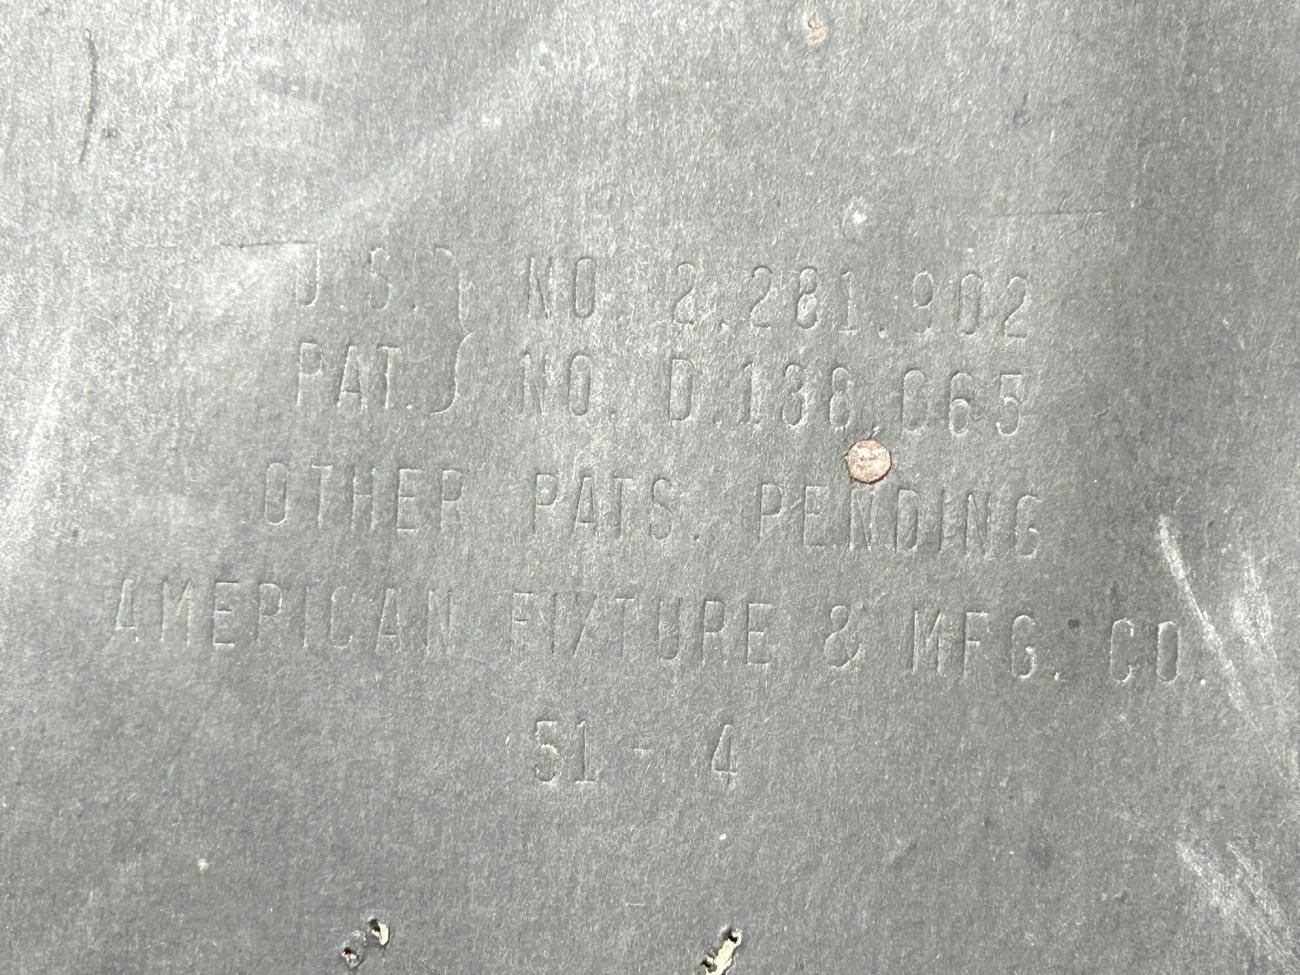 U.S.} NO. 2.281.902
PAT.} NO. D.138.065
OTHER PATS. PENDING
AMERICAN FIXTURE & MFG. CO.
51 - 4